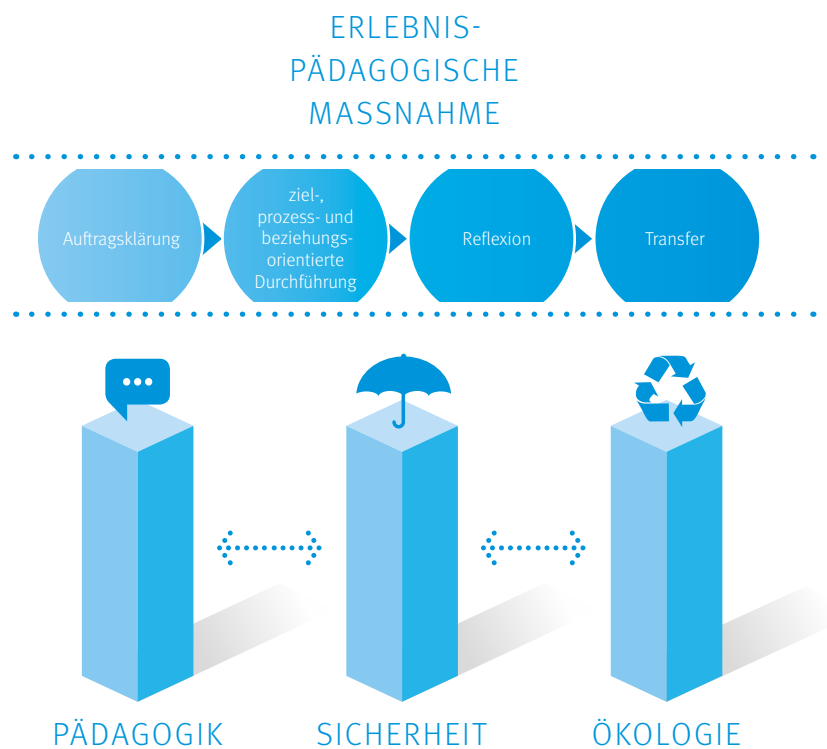 ERLEBNIS-
PÄDAGOGISCHE
MASSNAHME
Auftragsklärung
ziel-,
prozess- und
beziehungs-
orientierte
Durchführung
Reflexion
Transfer
PÄDAGOGIK
SICHERHEIT
ÖKOLOGIE